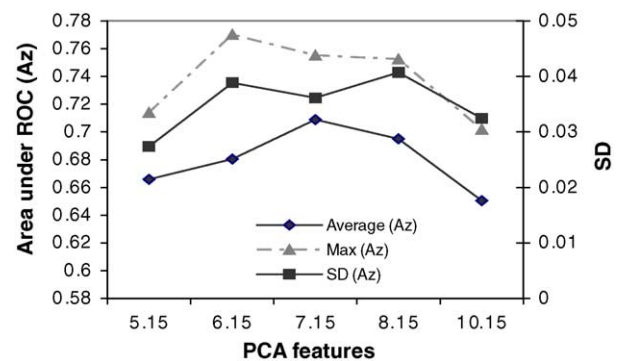 Area under ROC (Az)
0.78
0.78
0.74
0.72
0.7
0.68
0.66
0.64
0.62
0.6
0.58
0.05
0.04
0.03
0.02
0.01
0
SD
Average (Az)
Max (Az)
SD (Az)
5.15 6.15 7.15 8.15 10.15
PCA features